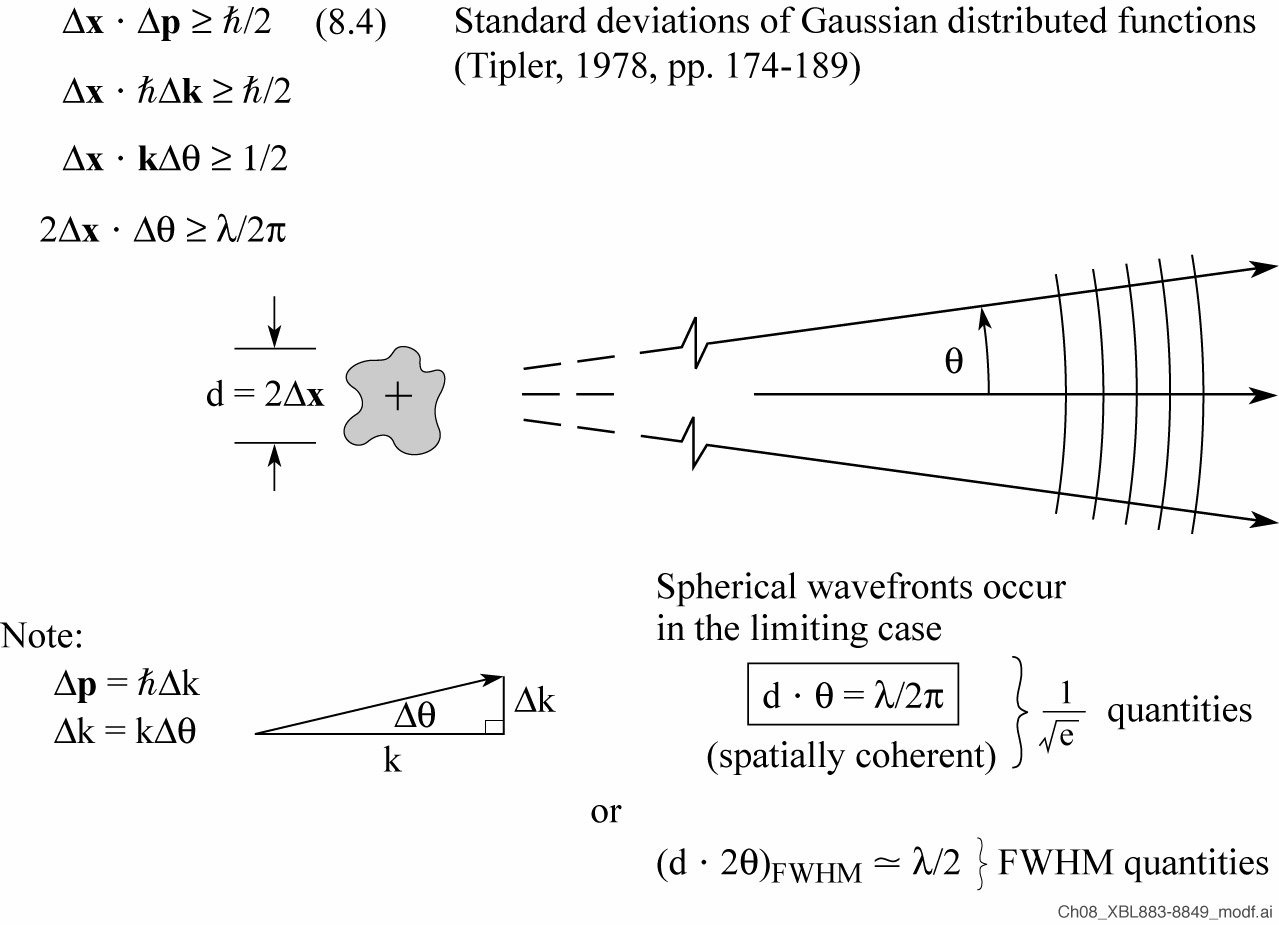 Δx · Δp ≥ ℏ/2 (8.4) Standard deviations of Gaussian distributed functions
(Tipler, 1978, pp. 174-189)
Δx · ℏΔk ≥ ℏ/2
Δx · kΔθ ≥ 1/2
2Δx · Δθ ≥ λ/2π
d = 2Δx
θ
Spherical wavefronts occur
in the limiting case
Note:
Δp = ℏΔk
Δk = kΔθ
Δθ
Δk
k
d · θ = λ/2π
(spatially coherent)
1/√e quantities
or
(d · 2θ)FWHM ≃ λ/2 } FWHM quantities
Ch08_XBL883-8849_modf.ai